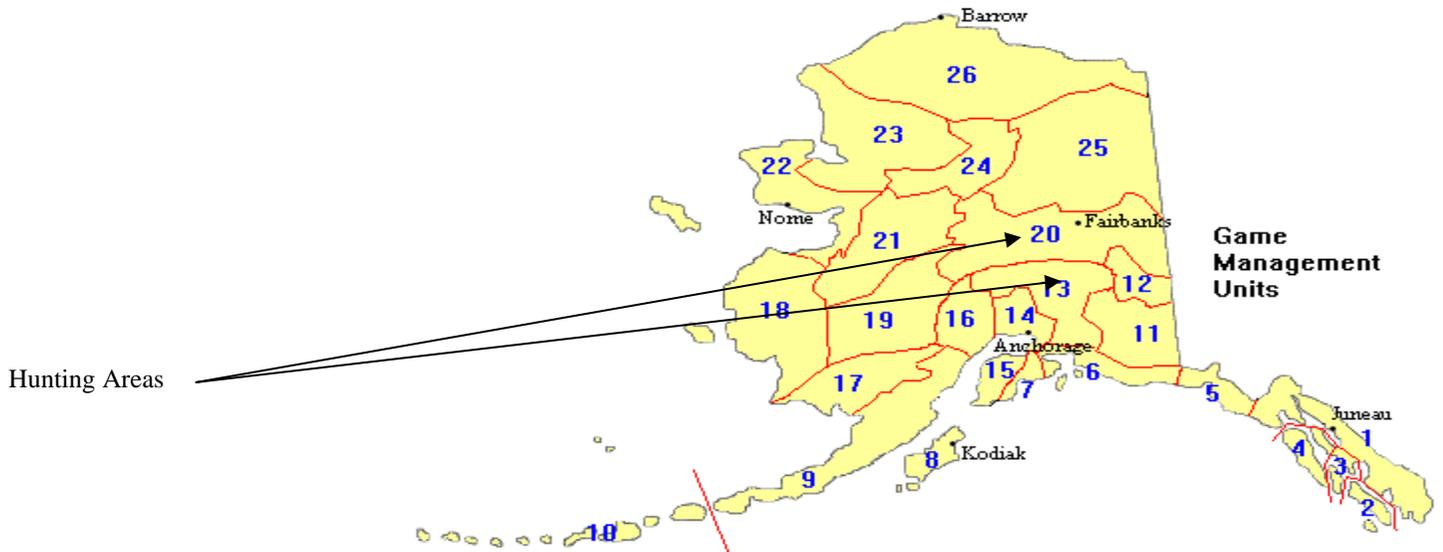 Barrow
26
23
25
22
24
Nome
Fairbanks
20
21
Game
Management
Units
12
13
18
19
16
14
11
Anchorage
Hunting Areas
17
15
7
6
5
Juneau
1
4
3
2
8
Kodiak
9
10